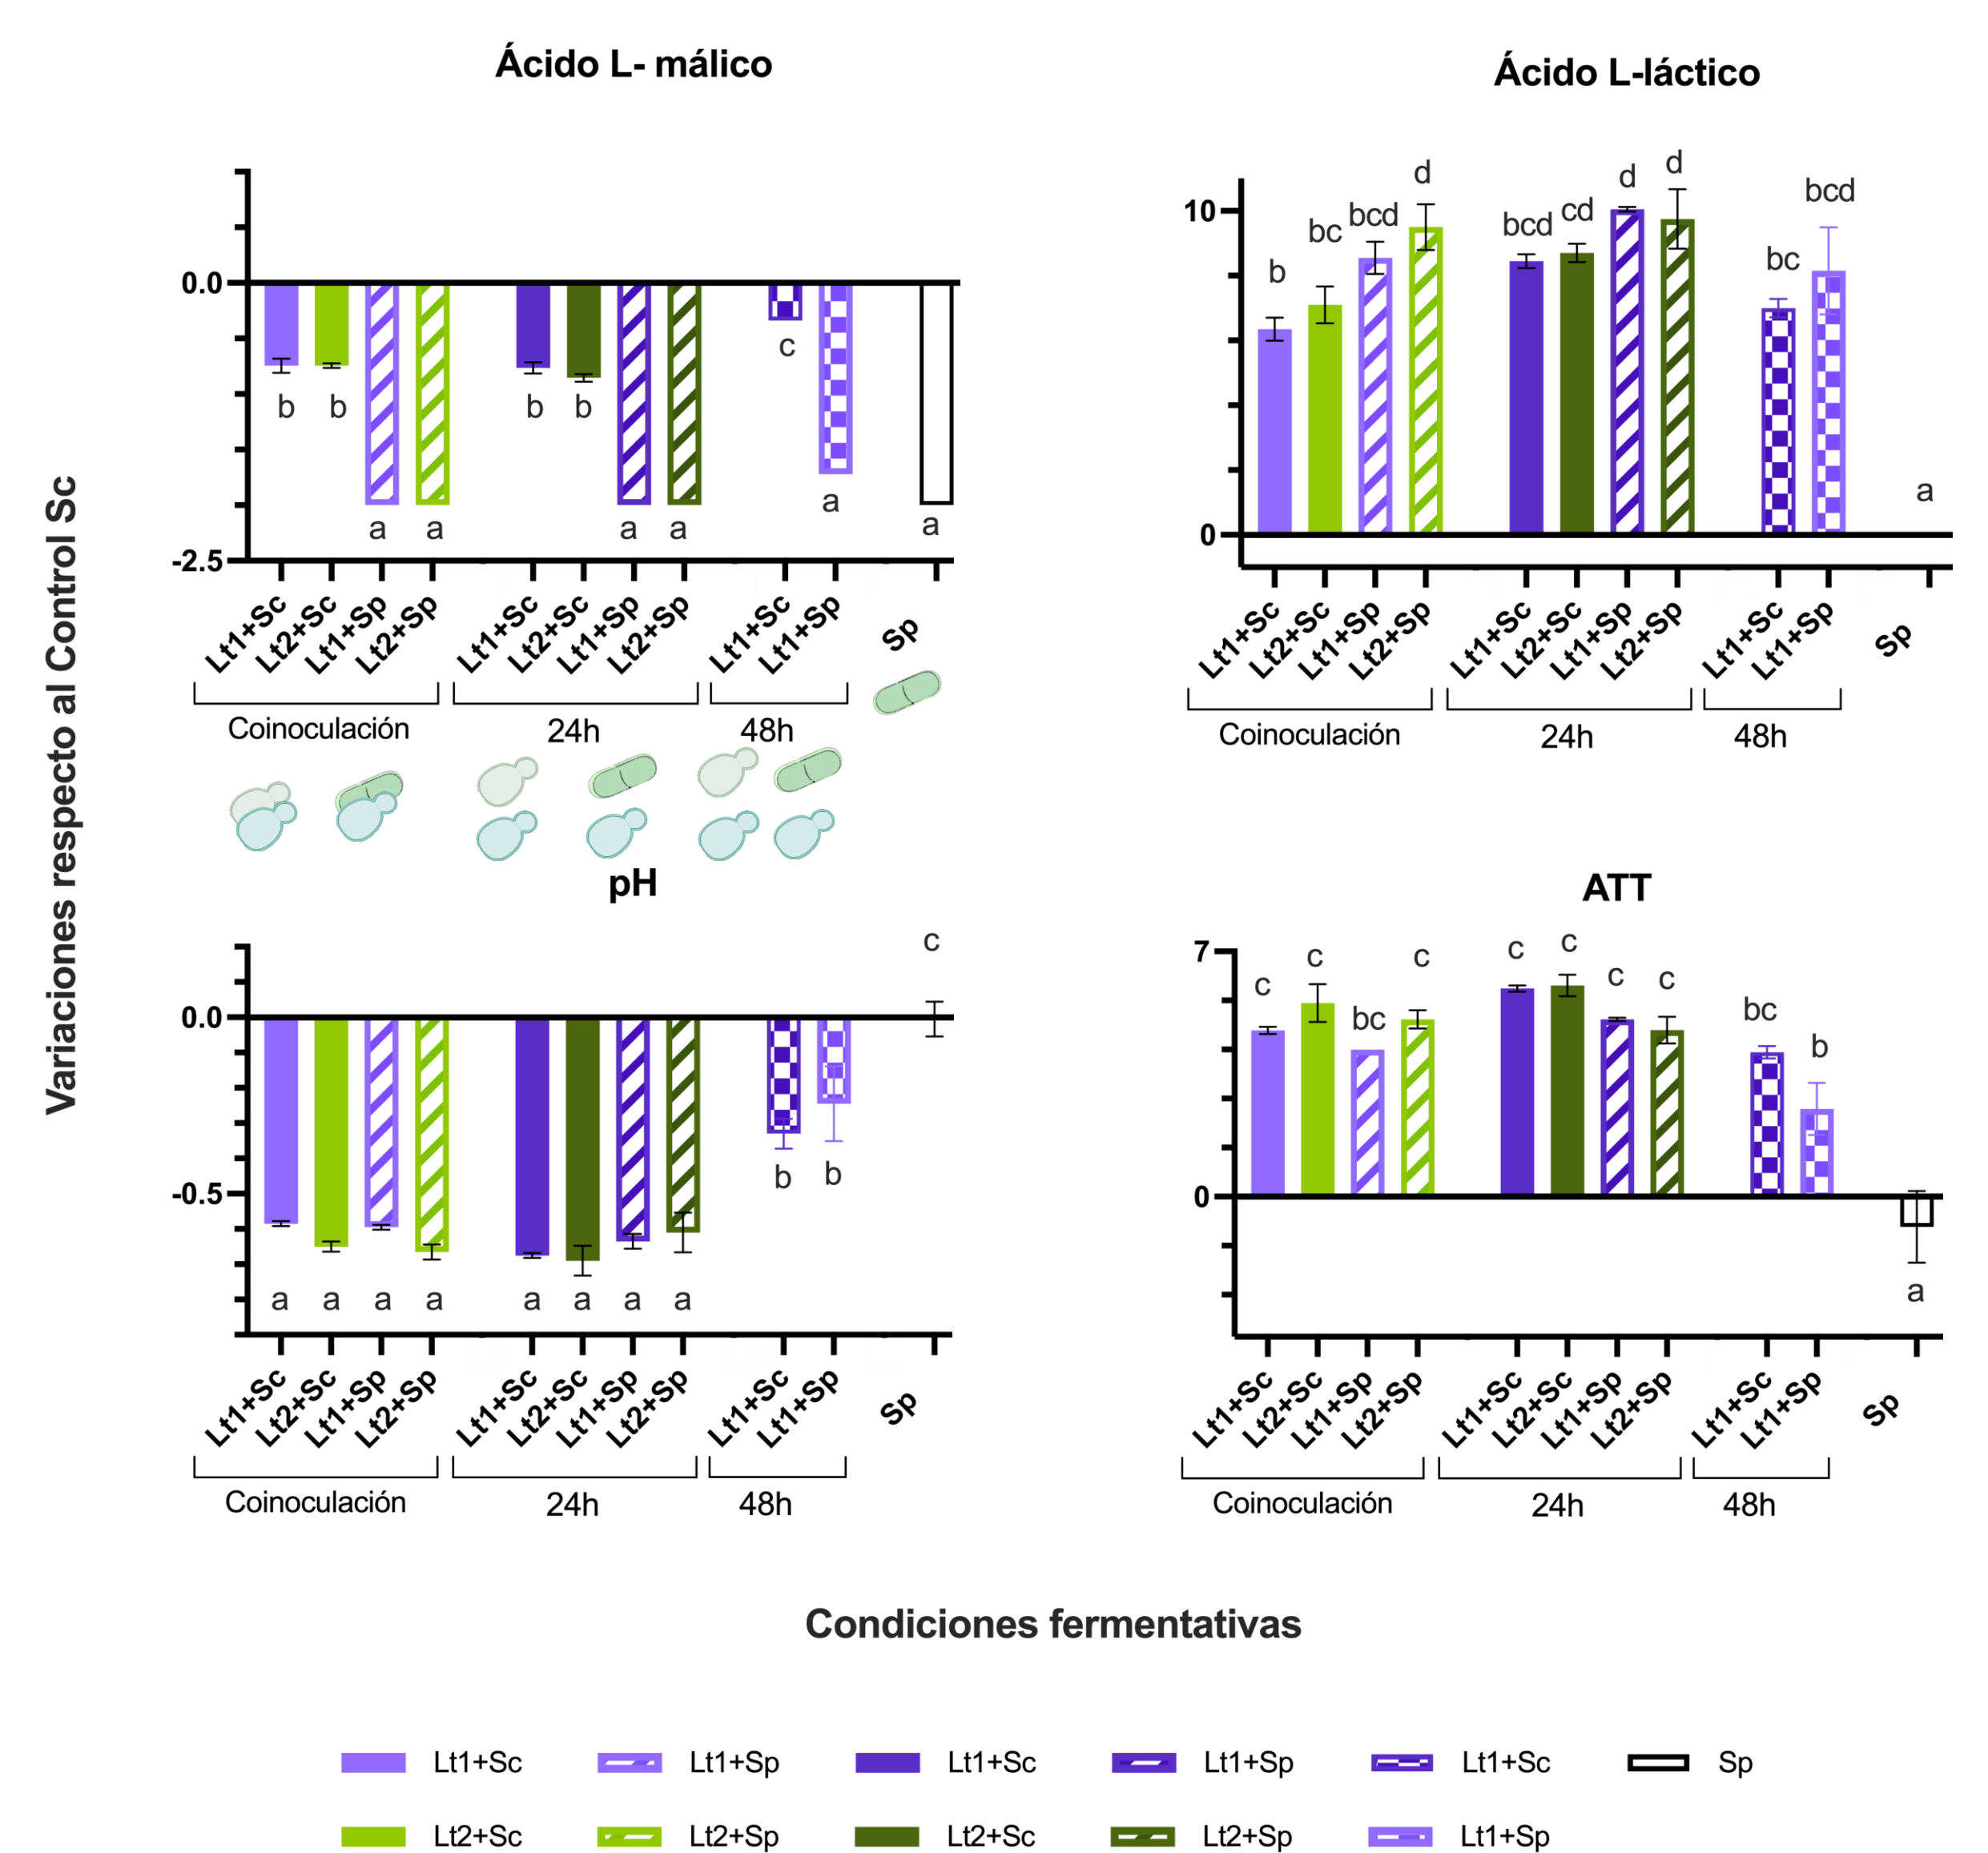 Variaciones respecto al Control Sc
Ácido L- málico
0.0
-2.5
b b a a b b a a c a a
Lt1+Sc Lt2+Sc Lt1+Sp Lt2+Sp Lt1+Sc Lt2+Sc Lt1+Sp Lt2+Sp Lt1+Sc Lt1+Sp Sp
Coinoculación 24h 48h
Ácido L-láctico
10
0
b bc bcd d bcd cd d d bc bcd a
Lt1+Sc Lt2+Sc Lt1+Sp Lt2+Sp Lt1+Sc Lt2+Sc Lt1+Sp Lt2+Sp Lt1+Sc Lt1+Sp Sp
Coinoculación 24h 48h
pH
0.0
-0.5
a a a a a a a a b b c
Lt1+Sc Lt2+Sc Lt1+Sp Lt2+Sp Lt1+Sc Lt2+Sc Lt1+Sp Lt2+Sp Lt1+Sc Lt1+Sp Sp
Coinoculación 24h 48h
ATT
7
0
c c bc c c c c c bc b a
Lt1+Sc Lt2+Sc Lt1+Sp Lt2+Sp Lt1+Sc Lt2+Sc Lt1+Sp Lt2+Sp Lt1+Sc Lt1+Sp Sp
Coinoculación 24h 48h
Condiciones fermentativas
Lt1+Sc Lt1+Sp Lt1+Sc Lt1+Sp Lt1+Sc Sp
Lt2+Sc Lt2+Sp Lt2+Sc Lt2+Sp Lt1+Sp